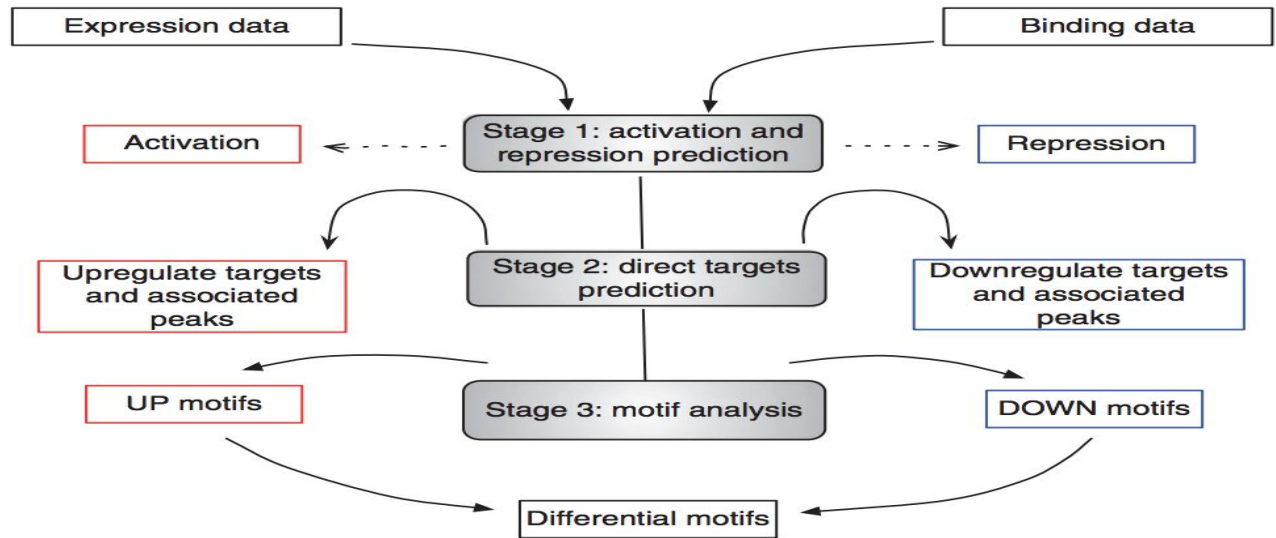 Expression data
Binding data
Stage 1: activation and
repression prediction
Activation
Repression
Stage 2: direct targets
prediction
Upregulate targets
and associated
peaks
Downregulate targets
and associated
peaks
Stage 3: motif analysis
UP motifs
DOWN motifs
Differential motifs